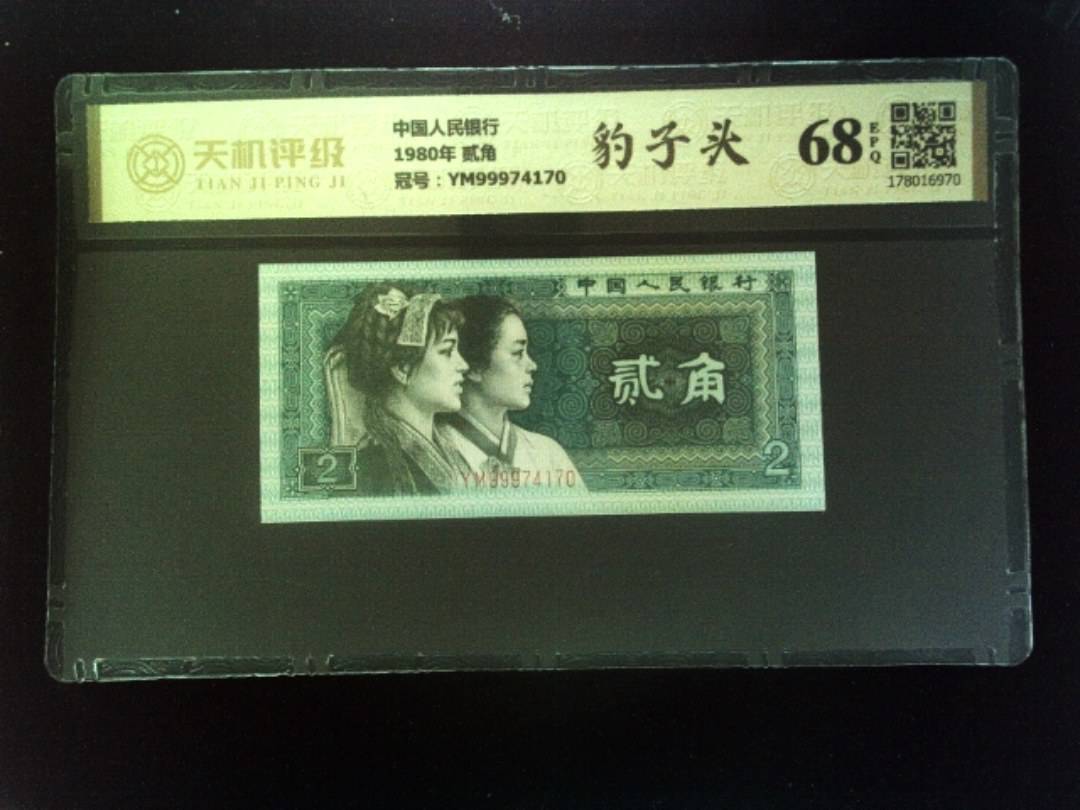 天机评级
TIAN JI PING JI
中国人民银行
1980年 贰角
冠号：YM99974170
豹子头
68
EPQ
178016970
中国人民银行
贰角
2
2
YM99974170